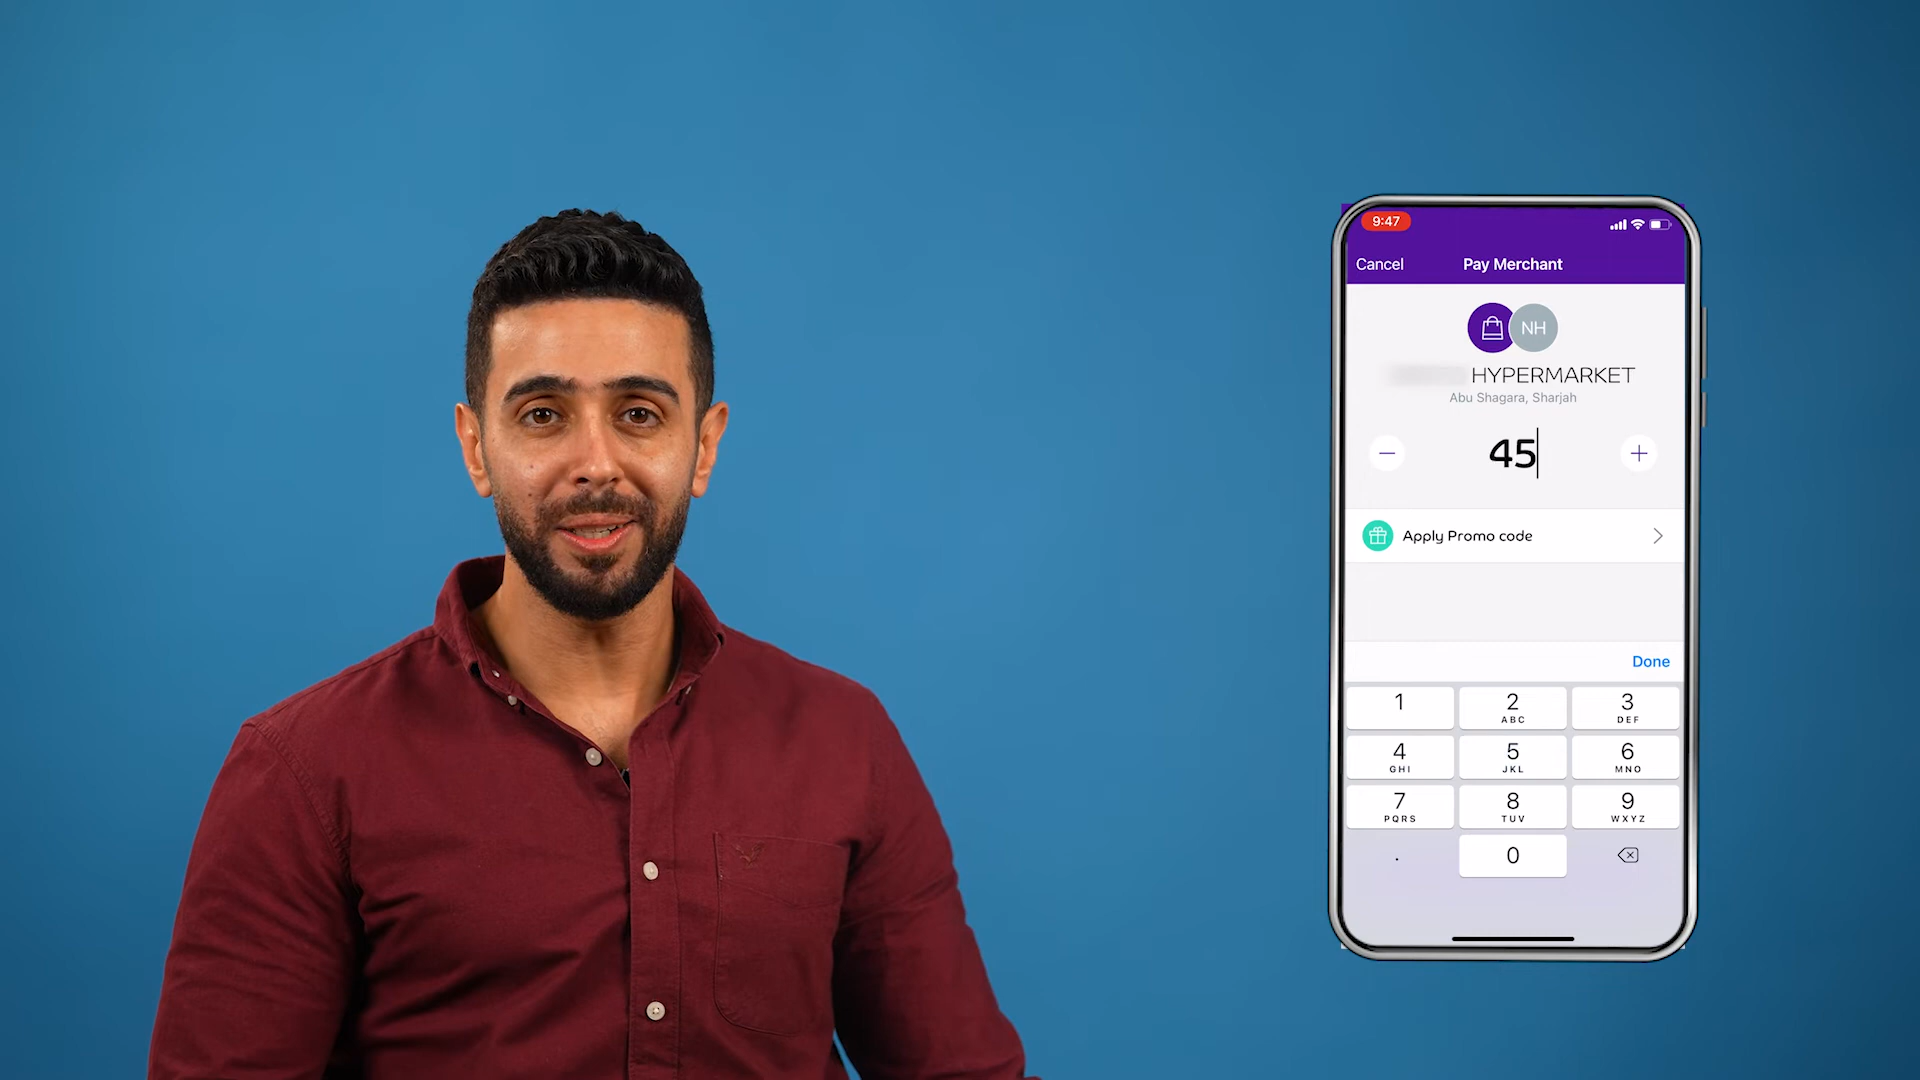 9:47
Cancel
Pay Merchant
NH
HYPERMARKET
Abu Shagara, Sharjah
45
Apply Promo code
Done
1
2
ABC
3
DEF
4
GHI
5
JKL
6
MNO
7
PQRS
8
TUV
9
WXYZ
.
0